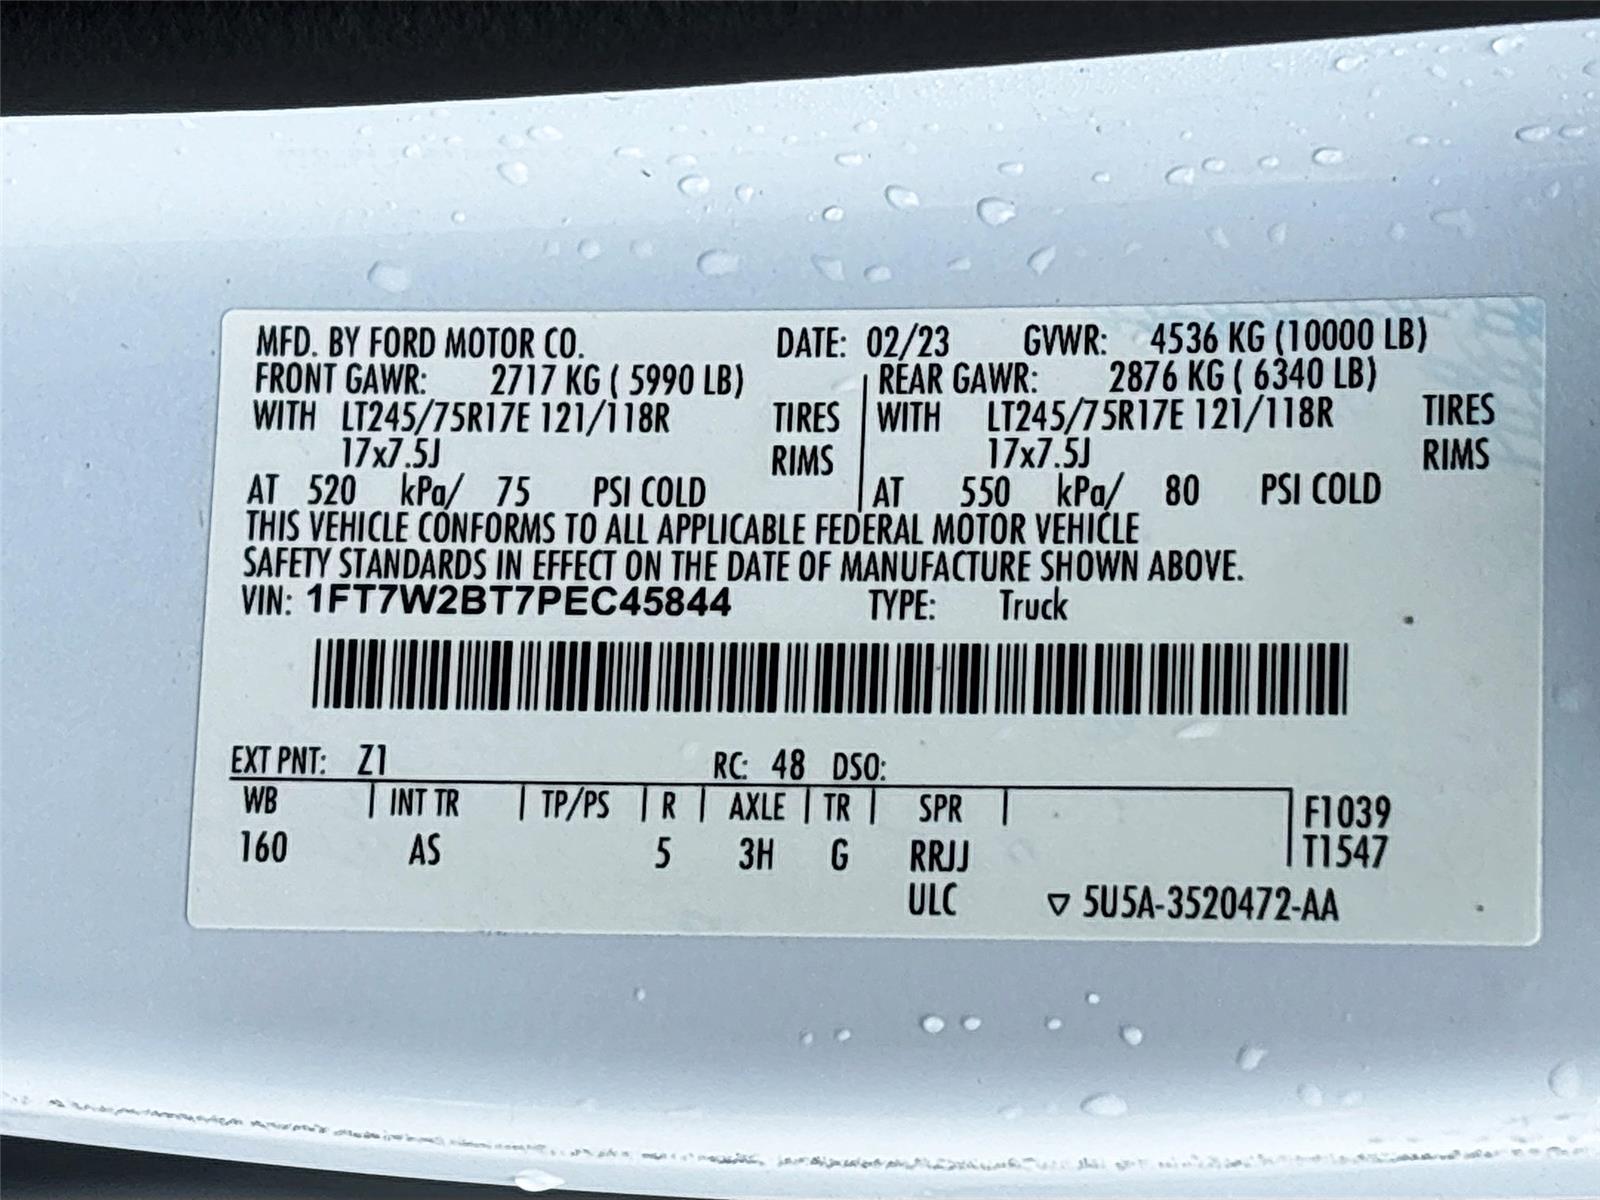 MFD. BY FORD MOTOR CO. DATE: 02/23 GVWR: 4536 KG (10000 LB)
FRONT GAWR: 2717 KG ( 5990 LB) REAR GAWR: 2876 KG ( 6340 LB)
WITH LT245/75R17E 121/118R TIRES WITH LT245/75R17E 121/118R TIRES
17x7.5J RIMS 17x7.5J RIMS
AT 520 kPa/ 75 PSI COLD AT 550 kPa/ 80 PSI COLD
THIS VEHICLE CONFORMS TO ALL APPLICABLE FEDERAL MOTOR VEHICLE
SAFETY STANDARDS IN EFFECT ON THE DATE OF MANUFACTURE SHOWN ABOVE.
VIN: 1FT7W2BT7PEC45844 TYPE: Truck
EXT PNT: Z1 RC: 48 DSO:
WB INT TR TP/PS R AXLE TR SPR F1039
160 AS 5 3H G RRJJ T1547
ULC ▽ 5U5A-3520472-AA